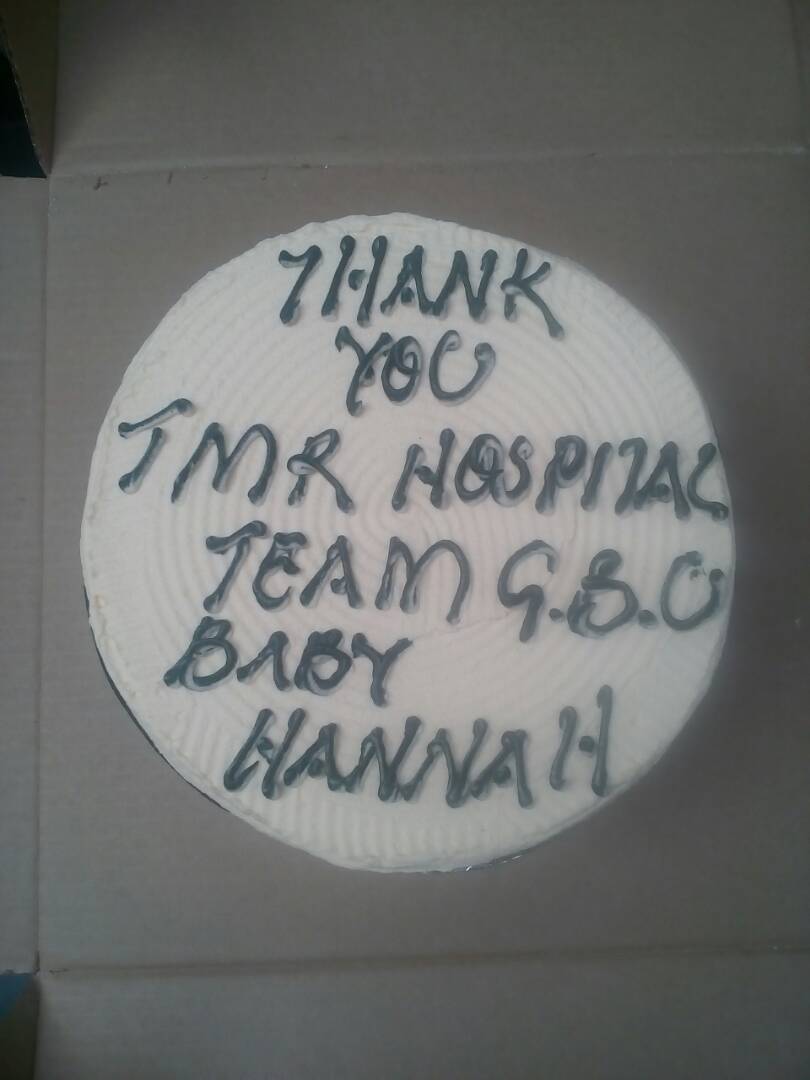 THANK
YOU
TMR HOSPITAL
TEAM G.B.U
BABY
HANNAH